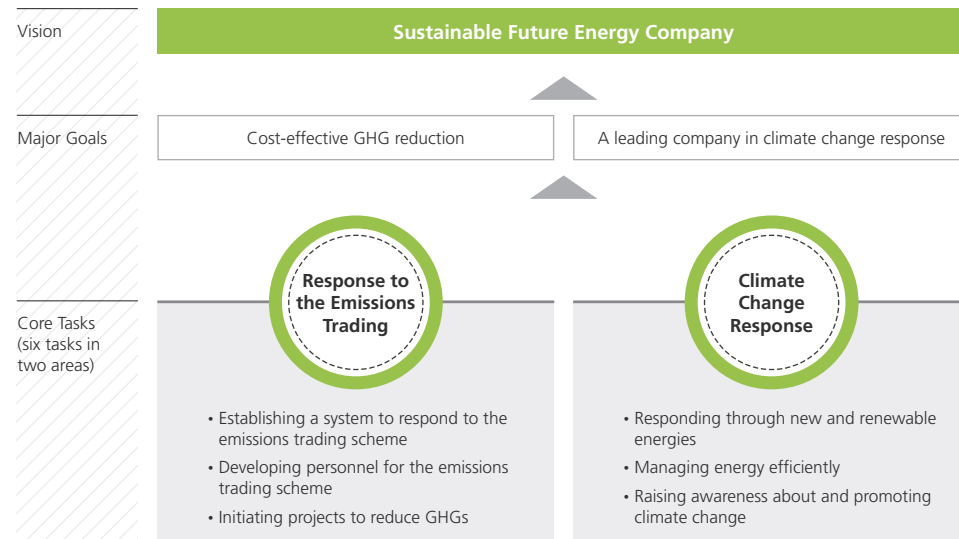 Vision
Sustainable Future Energy Company
Major Goals
Cost-effective GHG reduction
A leading company in climate change response
Core Tasks
(six tasks in
two areas)
Response to
the Emissions
Trading
• Establishing a system to respond to the
emissions trading scheme
• Developing personnel for the emissions
trading scheme
• Initiating projects to reduce GHGs
Climate
Change
Response
• Responding through new and renewable
energies
• Managing energy efficiently
• Raising awareness about and promoting
climate change